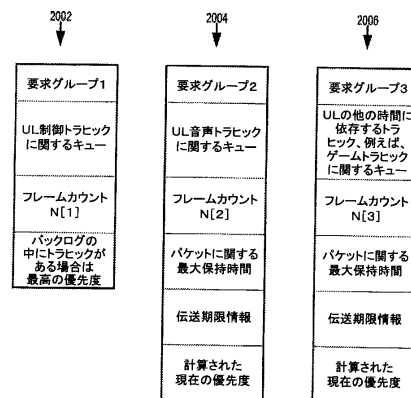 2002
要求グループ1
UL制御トラヒック
に関するキュー
フレームカウント
N[1]
バックログの
中にトラヒックが
ある場合は
最高の優先度
2004
要求グループ2
UL音声トラヒック
に関するキュー
フレームカウント
N[2]
パケットに関する
最大保持時間
伝送期限情報
計算された
現在の優先度
2006
要求グループ3
ULの他の時間に
依存するトラ
ヒック、例えば、
ゲームトラヒック
に関するキュー
フレームカウント
N[3]
パケットに関する
最大保持時間
伝送期限情報
計算された
現在の優先度